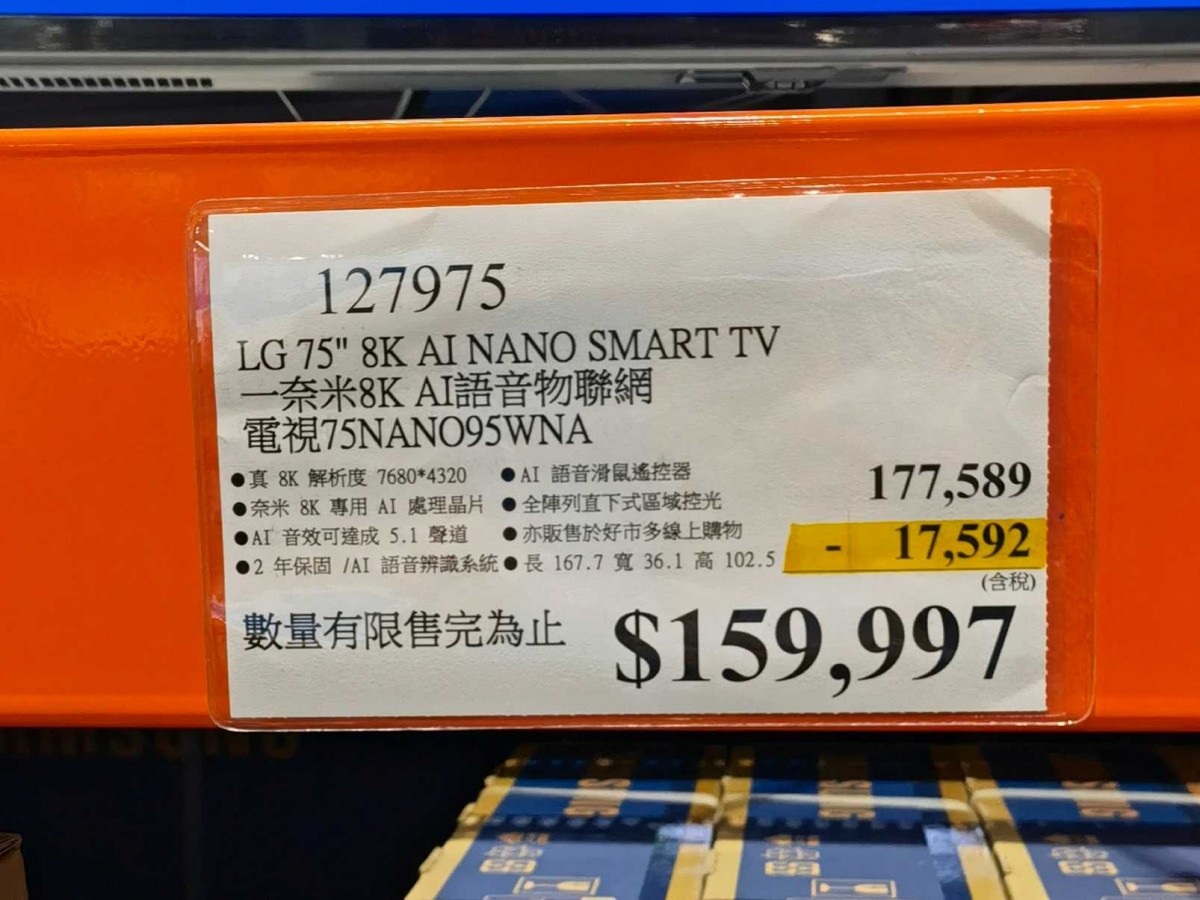 127975
LG 75" 8K AI NANO SMART TV
一奈米8K AI語音物聯網
電視75NANO95WNA
●真 8K 解析度 7680*4320 ●AI 語音滑鼠遙控器
●奈米 8K 專用 AI 處理晶片 ●全陣列直下式區域控光
●AI 音效可達成 5.1 聲道 ●亦販售於好市多線上購物
●2 年保固 /AI 語音辨識系統●長 167.7 寬 36.1 高 102.5
177,589
- 17,592
(含稅)
數量有限售完為止 $159,997